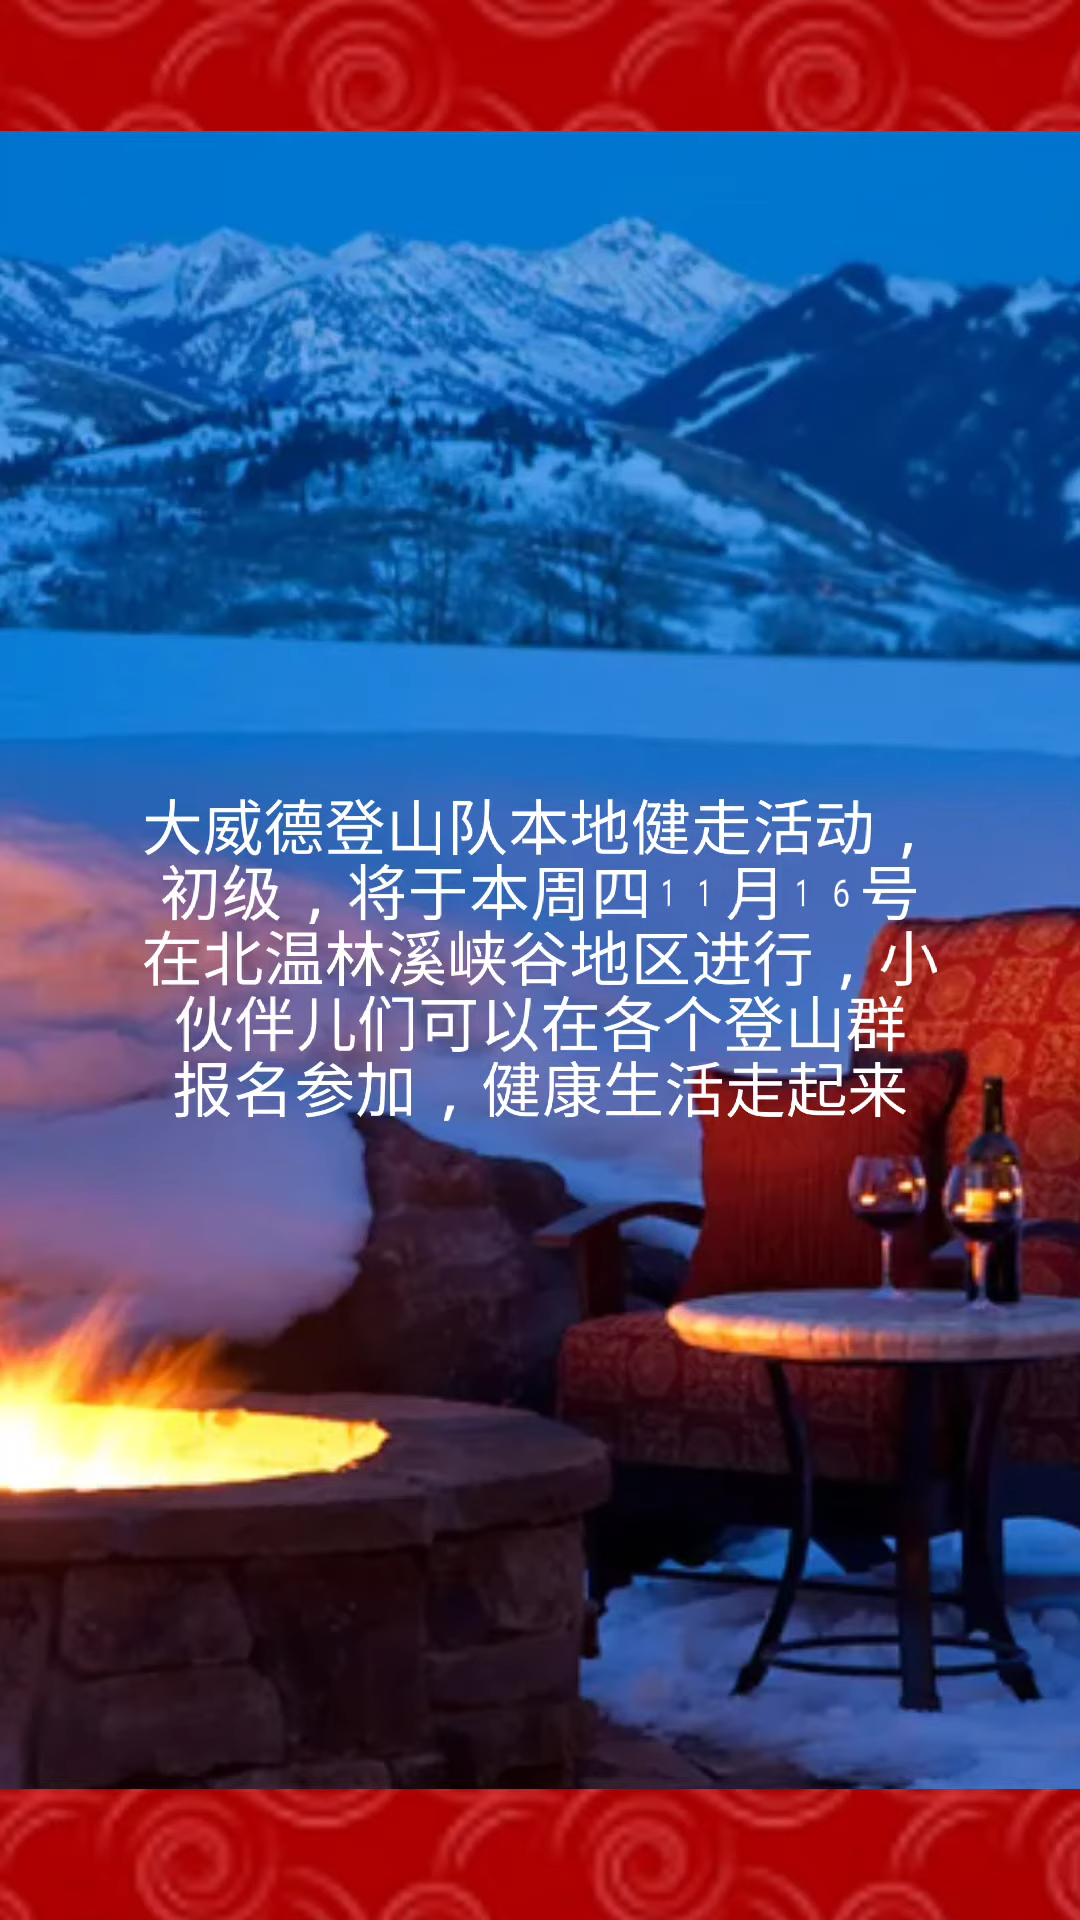 大威德登山队本地健走活动，
初级，将于本周四11月16号
在北温林溪峡谷地区进行，小
伙伴儿们可以在各个登山群
报名参加，健康生活走起来